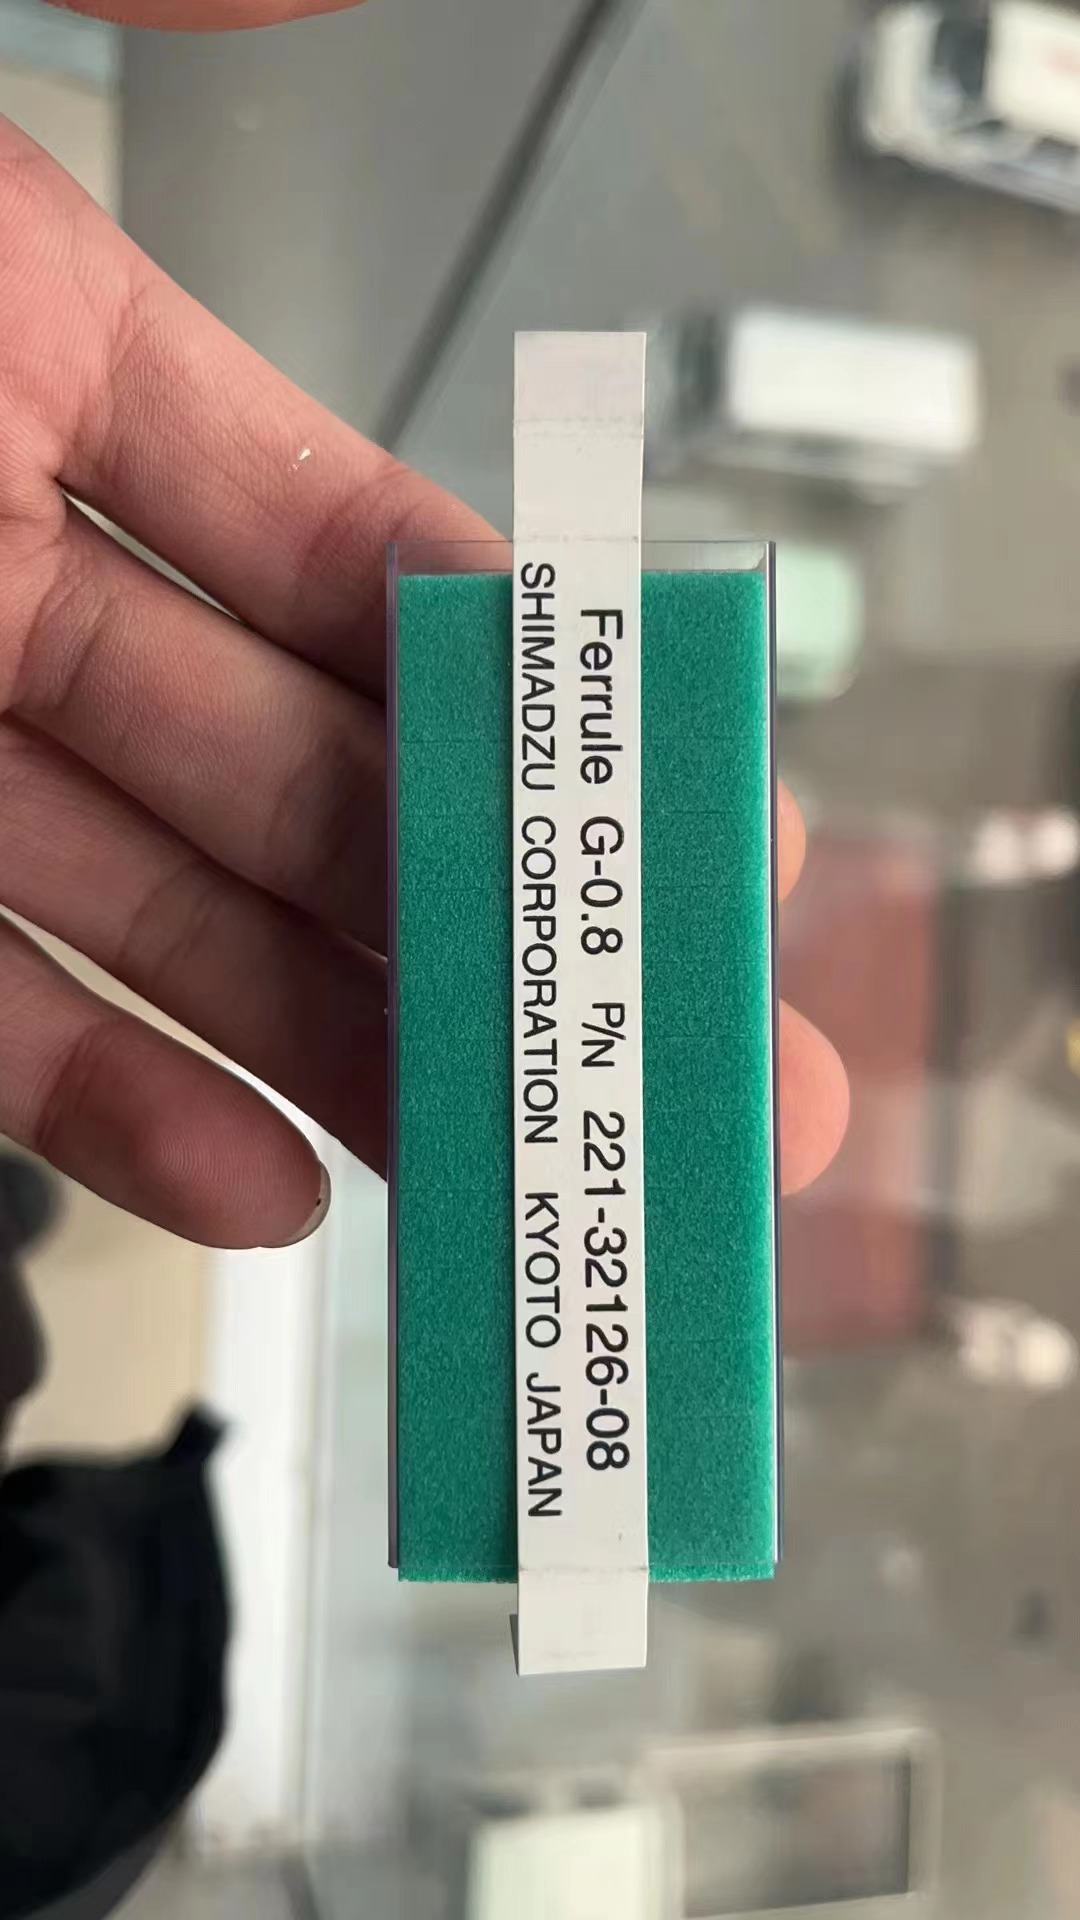 Ferrule G-0.8 P/N 221-32126-08
SHIMADZU CORPORATION KYOTO JAPAN